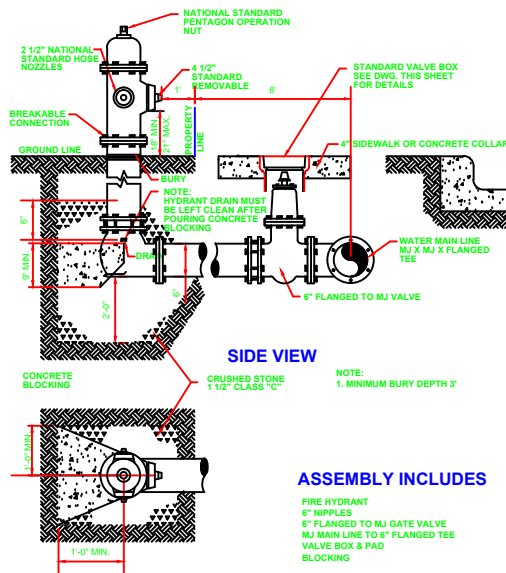 NATIONAL STANDARD
PENTAGON OPERATION
NUT
2 1/2" NATIONAL
STANDARD HOSE
NOZZLES
4 1/2"
STANDARD
REMOVABLE
1'
8'
STANDARD VALVE BOX
SEE DWG. THIS SHEET
FOR DETAILS
BREAKABLE
CONNECTION
18" MIN.
21" MAX.
PROPERTY
LINE
GROUND LINE
4" SIDEWALK OR CONCRETE COLLAR
BURY
NOTE:
HYDRANT DRAIN MUST
BE LEFT CLEAN AFTER
POURING CONCRETE
BLOCKING
6"
DRAIN
9" MIN.
6"
2'-0"
WATER MAIN LINE
MJ X MJ X FLANGED
TEE
6" FLANGED TO MJ VALVE
SIDE VIEW
CONCRETE
BLOCKING
CRUSHED STONE
1 1/2" CLASS "C"
NOTE:
1. MINIMUM BURY DEPTH 3'
1'-0" MIN.
1'-0" MIN.
ASSEMBLY INCLUDES
FIRE HYDRANT
6" NIPPLES
6" FLANGED TO MJ GATE VALVE
MJ MAIN LINE TO 6" FLANGED TEE
VALVE BOX & PAD
BLOCKING